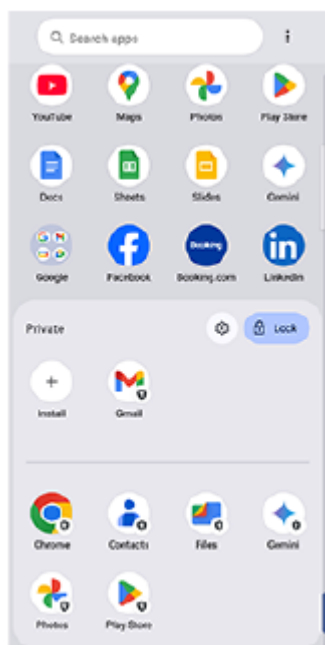 Search apps
YouTube Maps Photos Play Store
Docs Sheets Slides Gemini
Google Facebook Booking.com LinkedIn
Private Lock
Install Gmail
Chrome Contacts Files Gemini
Photos Play Store